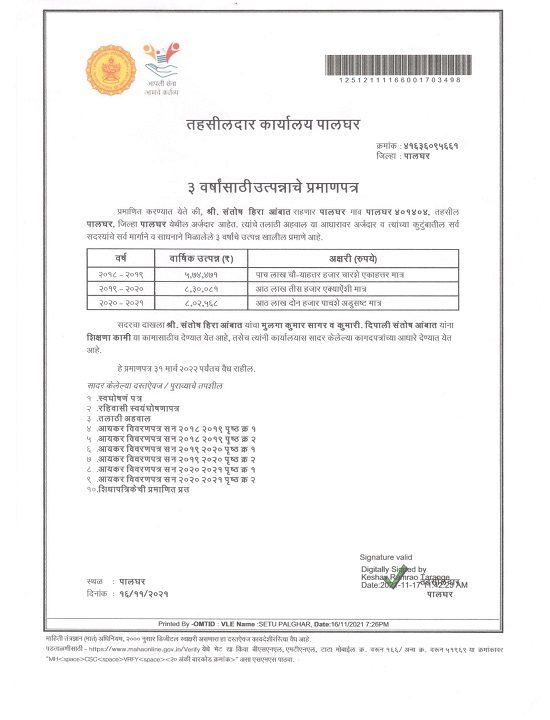 आपली सेवा
आमचे कर्तव्य
12512111166001703498
तहसीलदार कार्यालय पालघर
क्रमांक : ४१६३६०९५६६१
जिल्हा : पालघर
३ वर्षांसाठी उत्पन्नाचे प्रमाणपत्र
प्रमाणित करण्यात येते की, श्री. संतोष हिरा आंबात राहणार पालघर गाव पालघर ४०१४०४, तहसील
पालघर, जिल्हा पालघर येथील अर्जदार आहेत. त्यांचे तलाठी अहवाल या आधारावर अर्जदार व त्यांच्या कुटुंबातील सर्व
सदस्यांचे सर्व मार्गाने व साधनाने मिळालेले ३ वर्षांचे उत्पन्न खालील प्रमाणे आहे.
वर्ष वार्षिक उत्पन्न (₹) अक्षरी (रुपये)
२०१८ - २०१९ ५,७४,४७१ पाच लाख चौ-याहत्तर हजार चारशे एकाहत्तर मात्र
२०१९ - २०२० ८,३०,०८१ आठ लाख तीस हजार एक्याऐंशी मात्र
२०२० - २०२१ ८,०२,५६८ आठ लाख दोन हजार पाचशे अडुसष्ट मात्र
सदरचा दाखला श्री. संतोष हिरा आंबात यांचा मुलगा कुमार सागर व कुमारी. दिपाली संतोष आंबात यांना
शिक्षणा कामी या कामासाठीच देण्यात येत आहे, तसेच त्यांनी कार्यालयास सादर केलेल्या कागदपत्रांच्या आधारे देण्यात येत
आहे.
हे प्रमाणपत्र ३१ मार्च २०२२ पर्यंतच वैध राहील.
सादर केलेल्या दस्तऐवज / पुराव्याचे तपशील
१ .स्वघोषणं पत्र
२ .रहिवासी स्वयंघोषणापत्र
३ .तलाठी अहवाल
४ .आयकर विवरणपत्र सन २०१८ २०१९ पृष्ठ क्र १
५ .आयकर विवरणपत्र सन २०१८ २०१९ पृष्ठ क्र २
६ .आयकर विवरणपत्र सन २०१९ २०२० पृष्ठ क्र १
७ .आयकर विवरणपत्र सन २०१९ २०२० पृष्ठ क्र २
८ .आयकर विवरणपत्र सन २०२० २०२१ पृष्ठ क्र १
९ .आयकर विवरणपत्र सन २०२० २०२१ पृष्ठ क्र २
१० .शिधापत्रिकेची प्रमाणित प्रत
Signature valid
Digitally Signed by
Keshav Ramrao Tarange
Date:2021-11-17 11:42:29 AM
तहसीलदार
पालघर
स्थळ : पालघर
दिनांक : १६/११/२०२१
Printed By -OMTID : VLE Name :SETU PALGHAR, Date:16/11/2021 7:26PM
माहिती तंत्रज्ञान (मातं) अधिनियम, २००० नुसार डिजीटल स्वाक्षरी असणारा हा दस्तऐवज कायदेशीररित्या वैध आहे.
पडताळणीसाठी - https://www.mahaonline.gov.in/Verify येथे भेट द्या किंवा बीएसएनएल, एमटीएनएल, टाटा मोबाईल क्र. वरून १६६/ अन्य क्र. वरून ५१९६९ या क्रमांकावर
"MH<space>CSC<space>VRFY<space><२० अंकी बारकोड क्रमांक>" असा एसएमएस पाठवा.